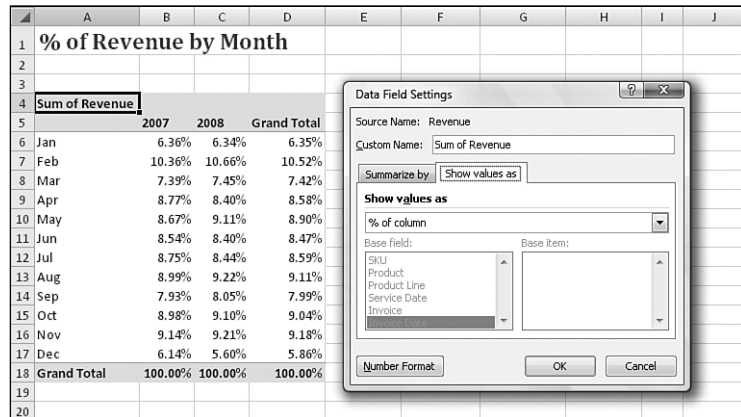 A B C D E F G H I J
1 % of Revenue by Month
2
3
4 Sum of Revenue
5 2007 2008 Grand Total
6 Jan 6.36% 6.34% 6.35%
7 Feb 10.36% 10.66% 10.52%
8 Mar 7.39% 7.45% 7.42%
9 Apr 8.77% 8.40% 8.58%
10 May 8.67% 9.11% 8.90%
11 Jun 8.54% 8.40% 8.47%
12 Jul 8.75% 8.44% 8.59%
13 Aug 8.99% 9.22% 9.11%
14 Sep 7.93% 8.05% 7.99%
15 Oct 8.98% 9.10% 9.04%
16 Nov 9.14% 9.21% 9.18%
17 Dec 6.14% 5.60% 5.86%
18 Grand Total 100.00% 100.00% 100.00%
19
20
Data Field Settings ? X
Source Name: Revenue
Custom Name: Sum of Revenue
Summarize by Show values as
Show values as
% of column
Base field: Base item:
SKU
Product
Product Line
Service Date
Invoice
Invoice Date
Number Format OK Cancel